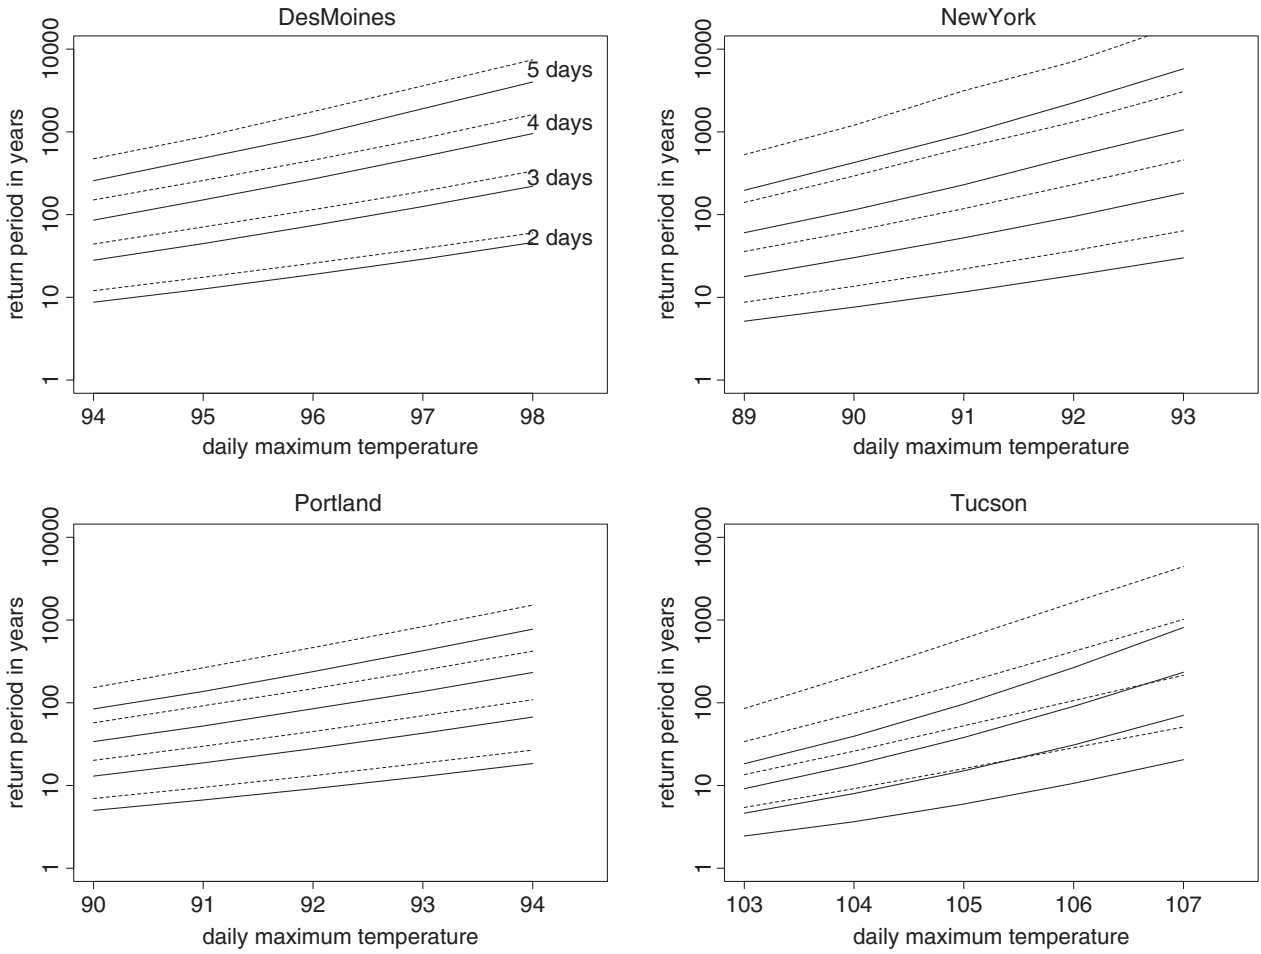 DesMoines
return period in years
10000
1000
100
10
1
5 days
4 days
3 days
2 days
94 95 96 97 98
daily maximum temperature
NewYork
return period in years
10000
1000
100
10
1
89 90 91 92 93
daily maximum temperature
Portland
return period in years
10000
1000
100
10
1
90 91 92 93 94
daily maximum temperature
Tucson
return period in years
10000
1000
100
10
1
103 104 105 106 107
daily maximum temperature